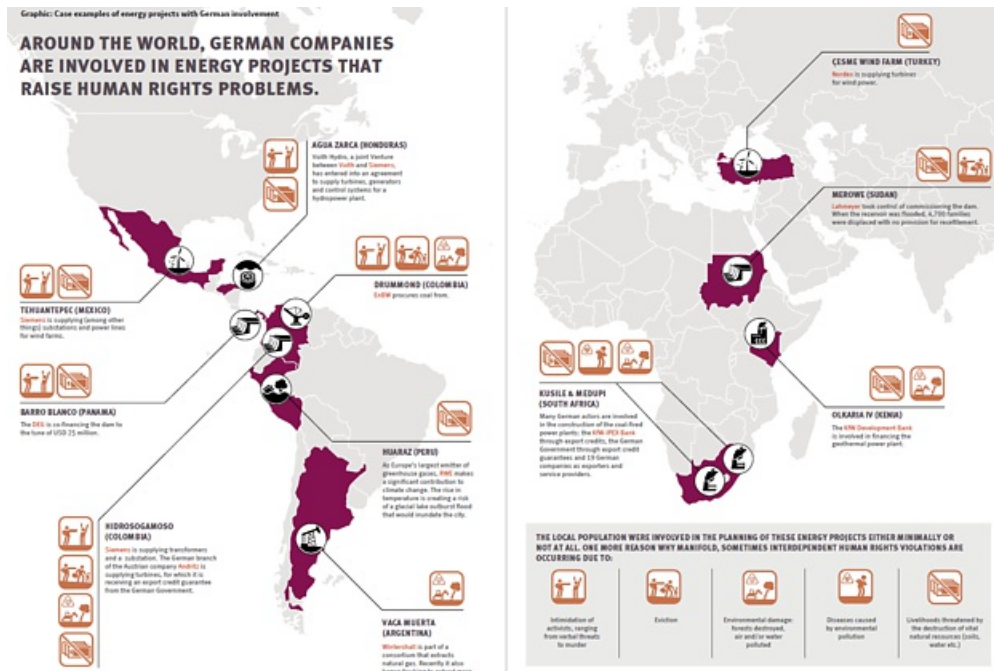 Graphic: Case examples of energy projects with German involvement
AROUND THE WORLD, GERMAN COMPANIES
ARE INVOLVED IN ENERGY PROJECTS THAT
RAISE HUMAN RIGHTS PROBLEMS.
AGUA ZARCA (HONDURAS)
Voith Hydro, a joint Venture
between Voith and Siemens,
has entered into an agreement
to supply turbines, generators
and control systems for a
hydropower plant.
DRUMMOND (COLOMBIA)
EnBW procures coal from.
TEHUANTEPEC (MEXICO)
Siemens is supplying (among other
things) substations and power lines
for wind farms.
BARRO BLANCO (PANAMA)
The DEG is co-financing the dam to
the tune of USD 25 million.
HUARAZ (PERU)
As Europe's largest emitter of
greenhouse gases, RWE makes
a significant contribution to
climate change. The rise in
temperature is creating a risk
of a glacial lake outburst flood
that would inundate the city.
HIDROSOGAMOSO
(COLOMBIA)
Siemens is supplying transformers
and a substation. The German branch
of the Austrian company Andritz is
supplying turbines, for which it is
receiving an export credit guarantee
from the German Government.
VACA MUERTA
(ARGENTINA)
Wintershall is part of a
consortium that extracts
natural gas. Recently it also
ÇESME WIND FARM (TURKEY)
Nordex is supplying turbines
for wind power.
MEROWE (SUDAN)
Lahmeyer took control of commissioning the dam.
When the reservoir was flooded, 4,700 families
were displaced with no provision for resettlement.
KUSILE & MEDUPI
(SOUTH AFRICA)
Many German actors are involved
in the construction of the coal-fired
power plants: the KfW IPEX Bank
through export credits, the German
Government through export credit
guarantees and 19 German
companies as exporters and
service providers.
OLKARIA IV (KENIA)
The KfW Development Bank
is involved in financing the
geothermal power plant.
THE LOCAL POPULATION WERE INVOLVED IN THE PLANNING OF THESE ENERGY PROJECTS EITHER MINIMALLY OR
NOT AT ALL. ONE MORE REASON WHY MANIFOLD, SOMETIMES INTERDEPENDENT HUMAN RIGHTS VIOLATIONS ARE
OCCURRING DUE TO:
Intimidation of
activists, ranging
from verbal threats
to murder
Eviction
Environmental damage:
forests destroyed,
air and/or water
polluted
Diseases caused
by environmental
pollution
Livelihoods threatened by
the destruction of vital
natural resources (soils,
water etc.)